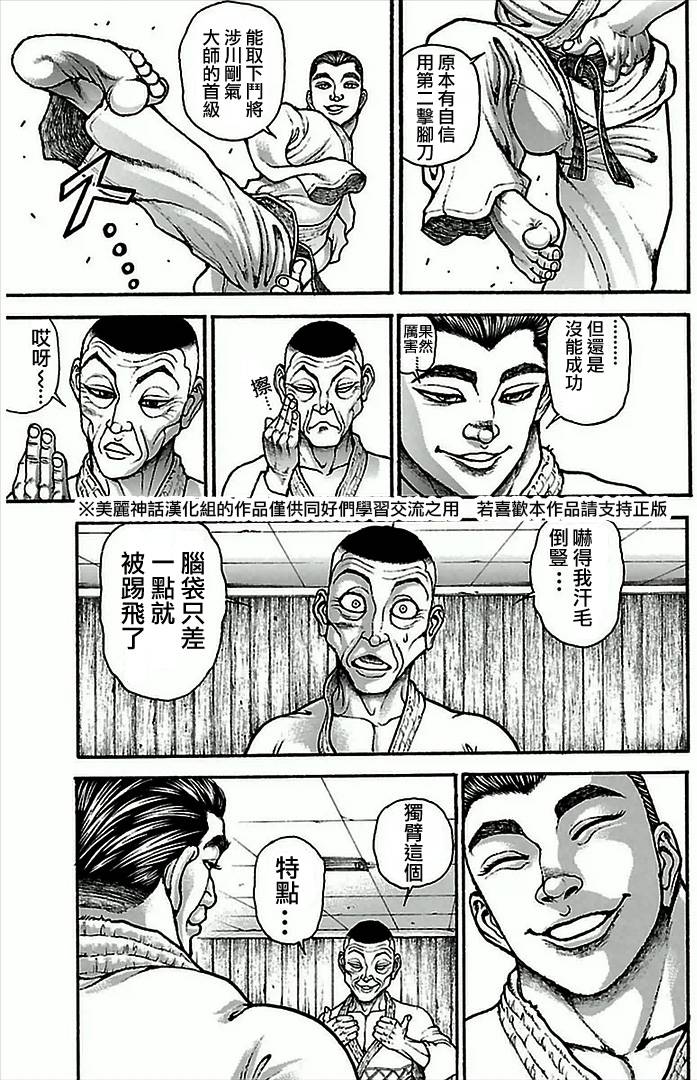 原本有自信
用第二擊腳刀
能取下鬥將
涉川剛氣
大師的首級
………
但還是
沒能成功
果然
厲害…
擦……
哎呀~~
※美麗神話漢化組的作品僅供同好們學習交流之用　若喜歡本作品請支持正版
嚇得我汗毛
倒豎…
腦袋只差
一點就
被踢飛了
獨臂這個
特點…